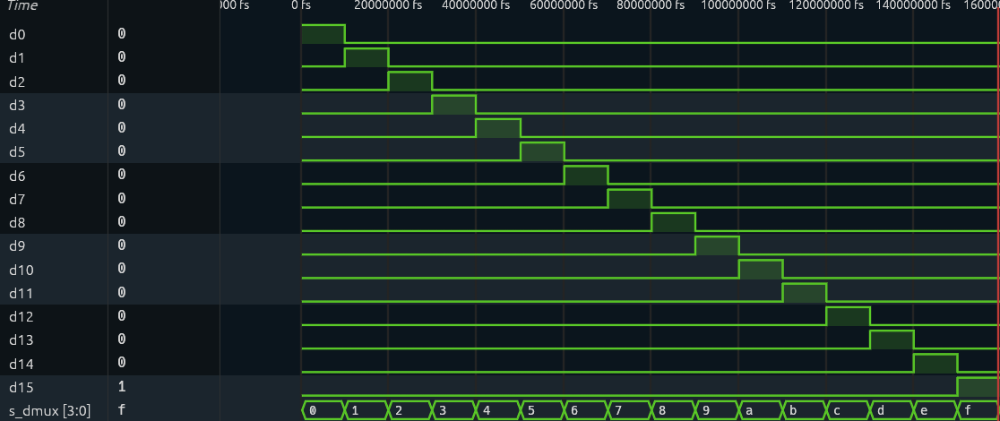 Time 000 fs 0 fs 20000000 fs 40000000 fs 60000000 fs 80000000 fs 100000000 fs 120000000 fs 140000000 fs 160000
d0 0
d1 0
d2 0
d3 0
d4 0
d5 0
d6 0
d7 0
d8 0
d9 0
d10 0
d11 0
d12 0
d13 0
d14 0
d15 1
s_dmux [3:0] f 0 1 2 3 4 5 6 7 8 9 a b c d e f